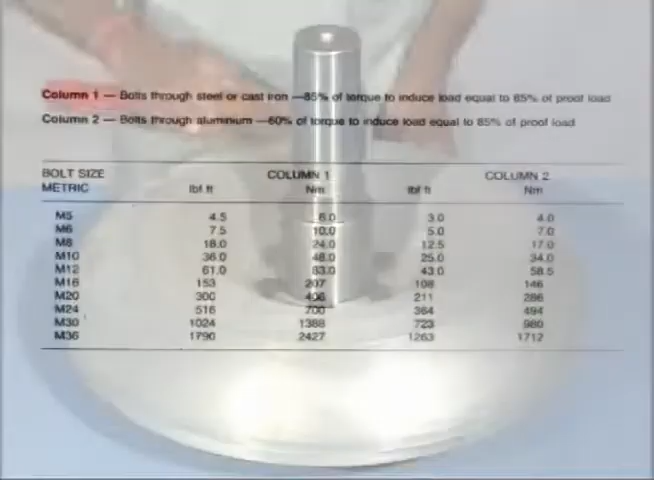 Column 1 — Bolts through steel or cast iron —85% of torque to induce load equal to 85% of proof load
Column 2 — Bolts through aluminium —60% of torque to induce load equal to 85% of proof load
BOLT SIZE COLUMN 1 COLUMN 2
METRIC lbf ft Nm lbf ft Nm
M5 4.5 6.0 3.0 4.0
M6 7.5 10.0 5.0 7.0
M8 18.0 24.0 12.5 17.0
M10 36.0 48.0 25.0 34.0
M12 61.0 83.0 43.0 58.5
M16 153 207 108 146
M20 300 406 211 286
M24 516 700 364 494
M30 1024 1388 723 980
M36 1790 2427 1263 1712